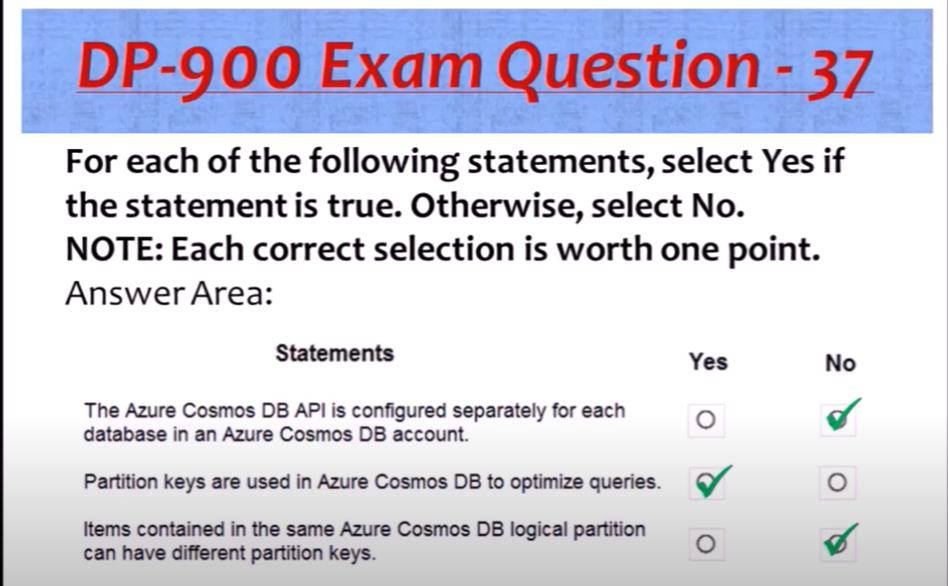 DP-900 Exam Question - 37
For each of the following statements, select Yes if
the statement is true. Otherwise, select No.
NOTE: Each correct selection is worth one point.
Answer Area:
Statements Yes No
The Azure Cosmos DB API is configured separately for each
database in an Azure Cosmos DB account.
Partition keys are used in Azure Cosmos DB to optimize queries.
Items contained in the same Azure Cosmos DB logical partition
can have different partition keys.